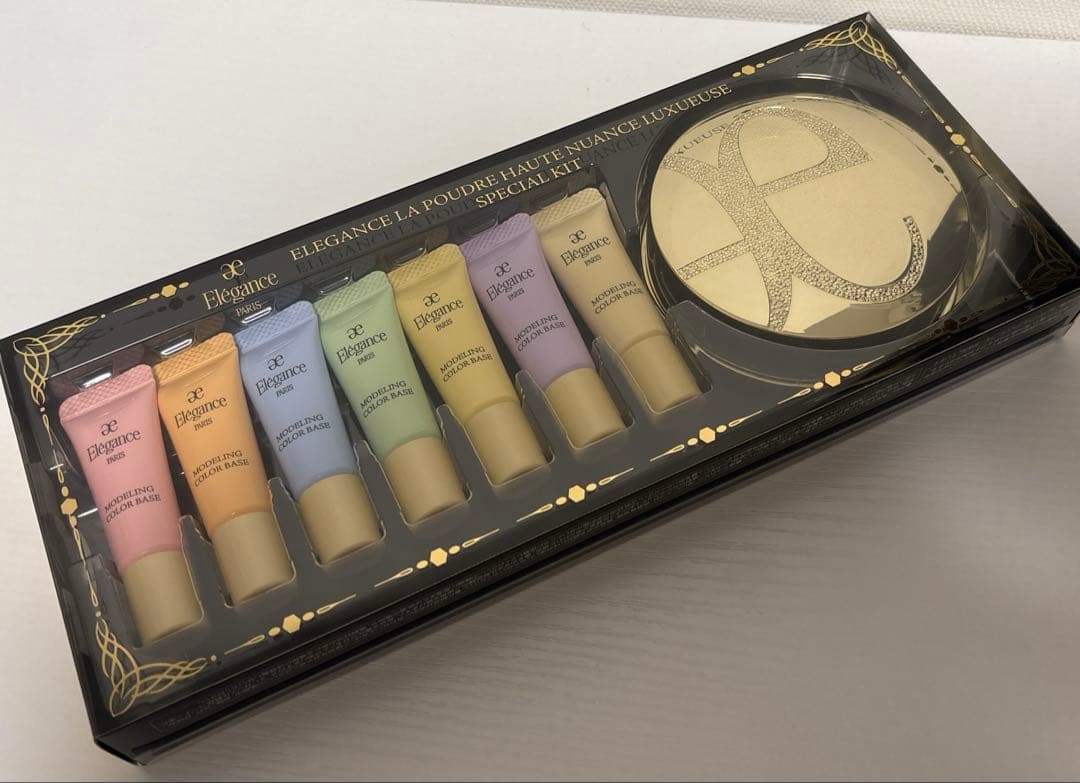 ELEGANCE LA POUDRE HAUTE NUANCE LUXUEUSE
SPECIAL KIT
æ
Elégance
PARIS
æ
Elégance
PARIS
MODELING
COLOR BASE
æ
Elégance
PARIS
MODELING
COLOR BASE
æ
Elégance
PARIS
MODELING
COLOR BASE
æ
Elégance
PARIS
MODELING
COLOR BASE
æ
Elégance
PARIS
MODELING
COLOR BASE
æ
Elégance
PARIS
MODELING
COLOR BASE
æ
Elégance
PARIS
MODELING
COLOR BASE
æ